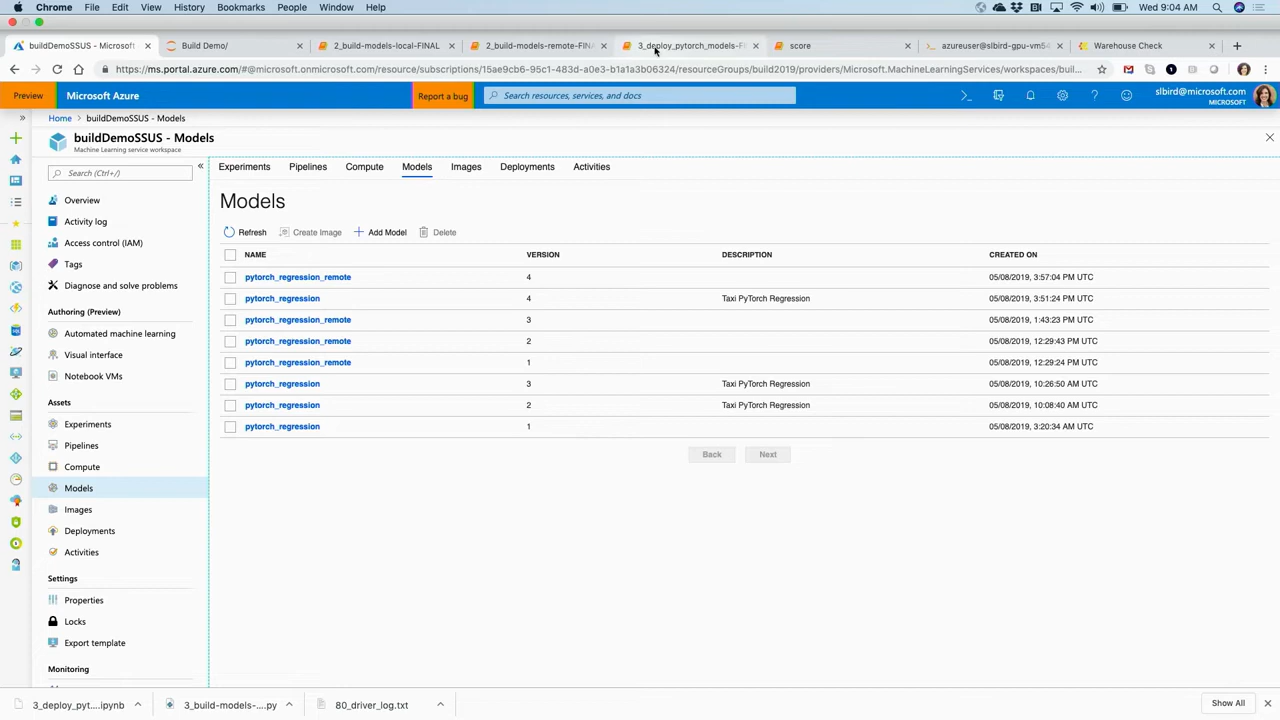 Chrome File Edit View History Bookmarks People Window Help
Wed 9:04 AM
buildDemoSSUS - Microsoft
Build Demo/
2_build-models-local-FINAL
2_build-models-remote-FINA
3_deploy_pytorch_models-F
score
azureuser@slbird-gpu-vm54
Warehouse Check
https://ms.portal.azure.com/#@microsoft.onmicrosoft.com/resource/subscriptions/15ae9cb6-95c1-483d-a0e3-b1a1a3b06324/resourceGroups/build2019/providers/Microsoft.MachineLearningServices/workspaces/buil...
Preview
Microsoft Azure
Report a bug
Search resources, services, and docs
slbird@microsoft.com
MICROSOFT
Home > buildDemoSSUS - Models
buildDemoSSUS - Models
Machine Learning service workspace
Search (Ctrl+/)
Overview
Activity log
Access control (IAM)
Tags
Diagnose and solve problems
Authoring (Preview)
Automated machine learning
Visual interface
Notebook VMs
Assets
Experiments
Pipelines
Compute
Models
Images
Deployments
Activities
Settings
Properties
Locks
Export template
Monitoring
Experiments Pipelines Compute Models Images Deployments Activities
Models
Refresh Create Image Add Model Delete
NAME VERSION DESCRIPTION CREATED ON
pytorch_regression_remote 4 05/08/2019, 3:57:04 PM UTC
pytorch_regression 4 Taxi PyTorch Regression 05/08/2019, 3:51:24 PM UTC
pytorch_regression_remote 3 05/08/2019, 1:43:23 PM UTC
pytorch_regression_remote 2 05/08/2019, 12:29:43 PM UTC
pytorch_regression_remote 1 05/08/2019, 12:29:24 PM UTC
pytorch_regression 3 Taxi PyTorch Regression 05/08/2019, 10:26:50 AM UTC
pytorch_regression 2 Taxi PyTorch Regression 05/08/2019, 10:08:40 AM UTC
pytorch_regression 1 05/08/2019, 3:20:34 AM UTC
Back Next
3_deploy_pyt....ipynb
3_build-models-....py
80_driver_log.txt
Show All